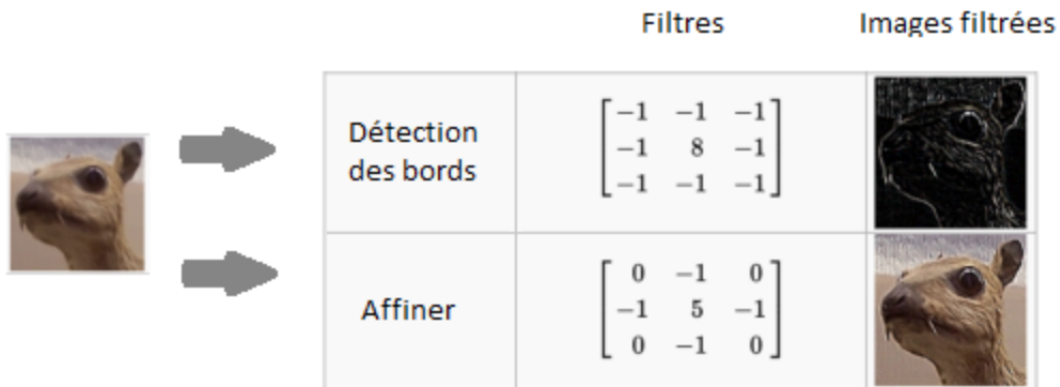 Filtres Images filtrées
Détection
des bords
-1 -1 -1
-1 8 -1
-1 -1 -1
Affiner
0 -1 0
-1 5 -1
0 -1 0